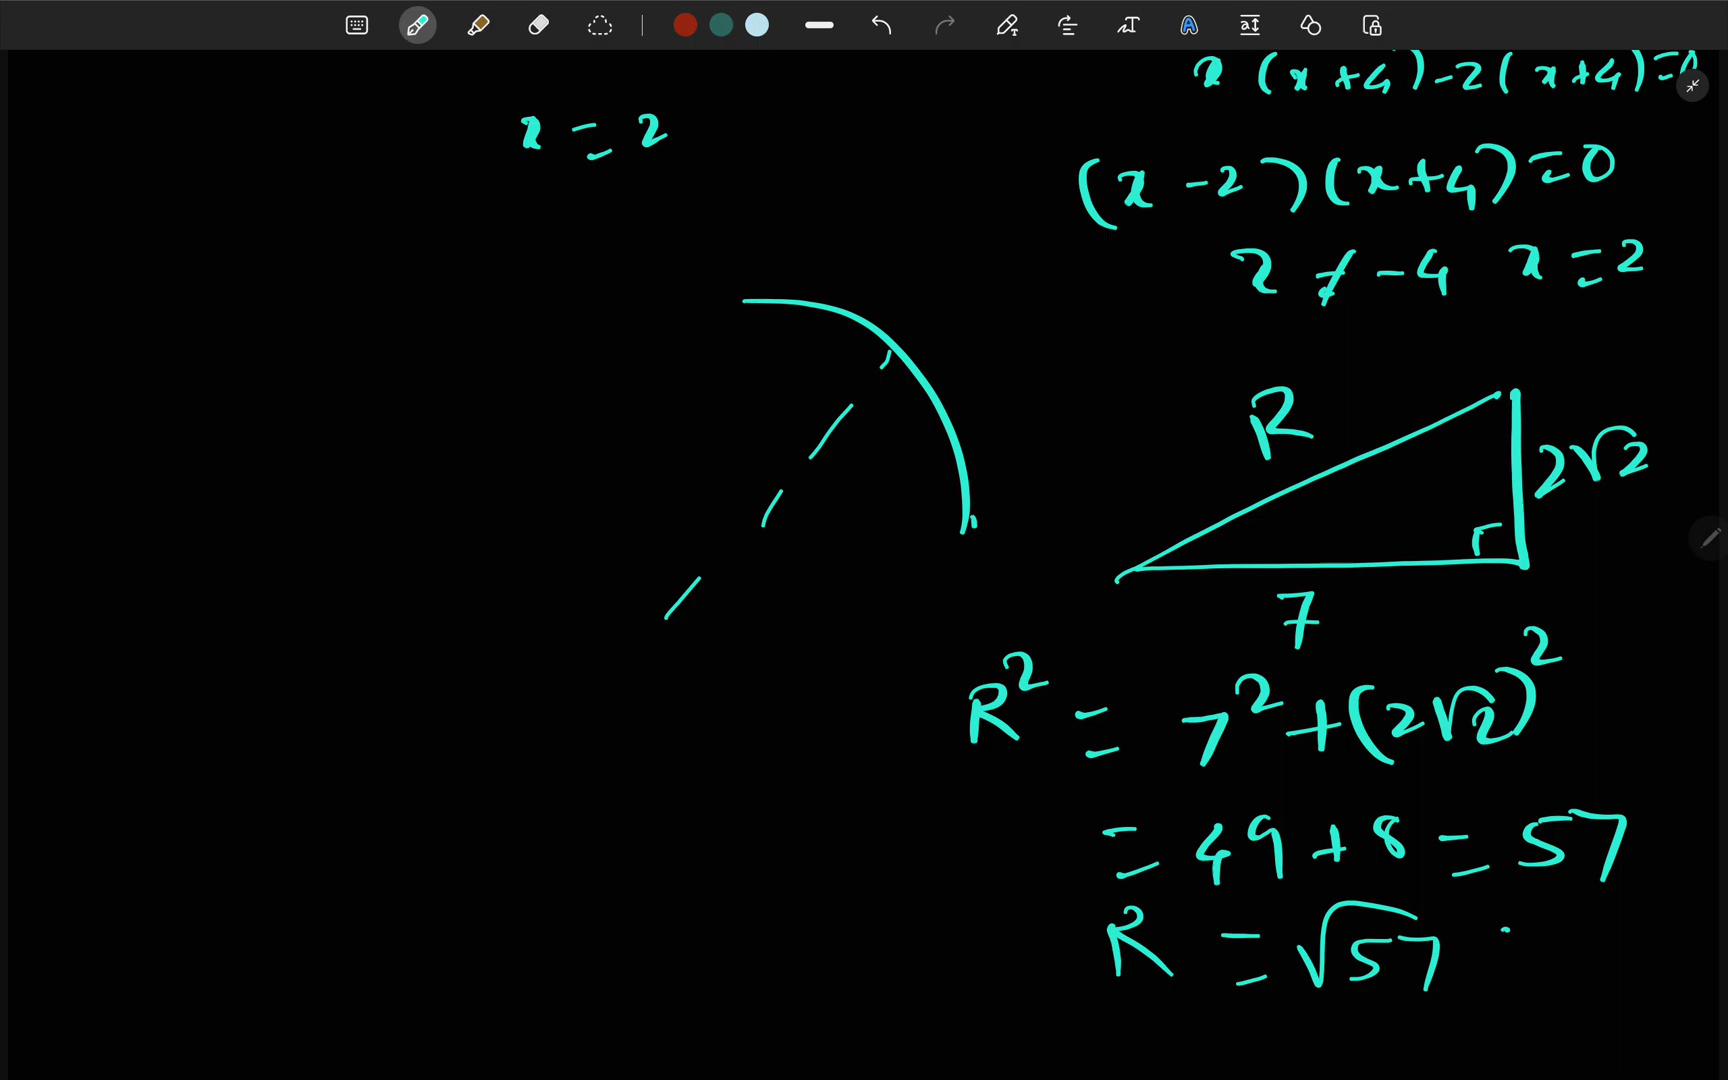 x (x+4)-2(x+4)=0
x = 2
(x-2)(x+4)=0
x ≠ -4 x = 2
R
2√2
7
R² = 7² + (2√2)²
= 49 + 8 = 57
R = √57